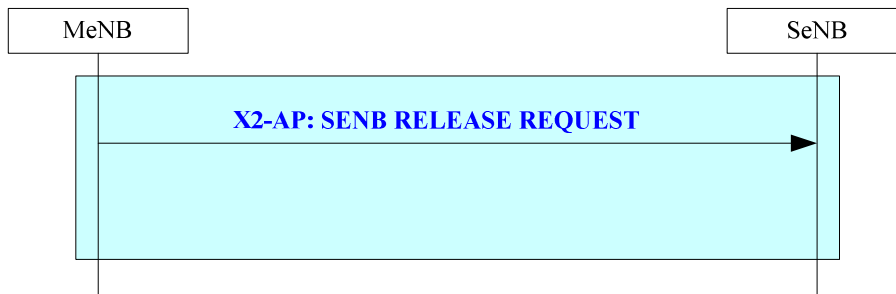 MeNB
SeNB
X2-AP: SENB RELEASE REQUEST